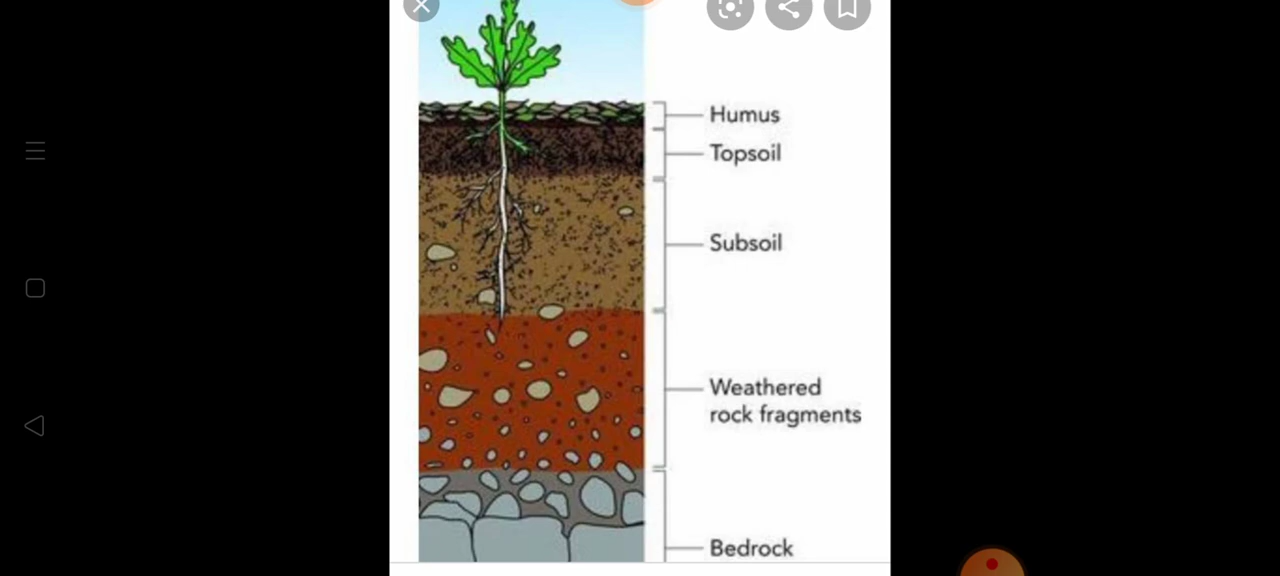 Humus
Topsoil
Subsoil
Weathered
rock fragments
Bedrock